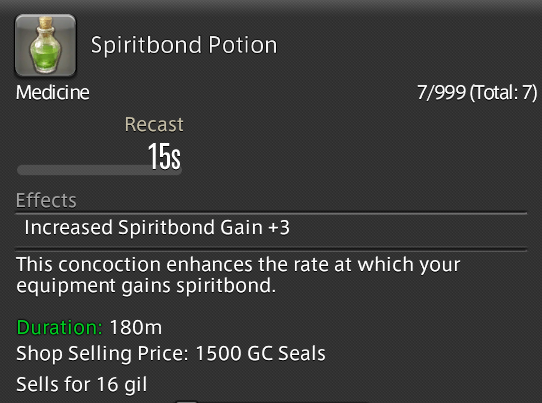 Spiritbond Potion
Medicine 7/999 (Total: 7)
Recast
15s
Effects
Increased Spiritbond Gain +3
This concoction enhances the rate at which your
equipment gains spiritbond.
Duration: 180m
Shop Selling Price: 1500 GC Seals
Sells for 16 gil